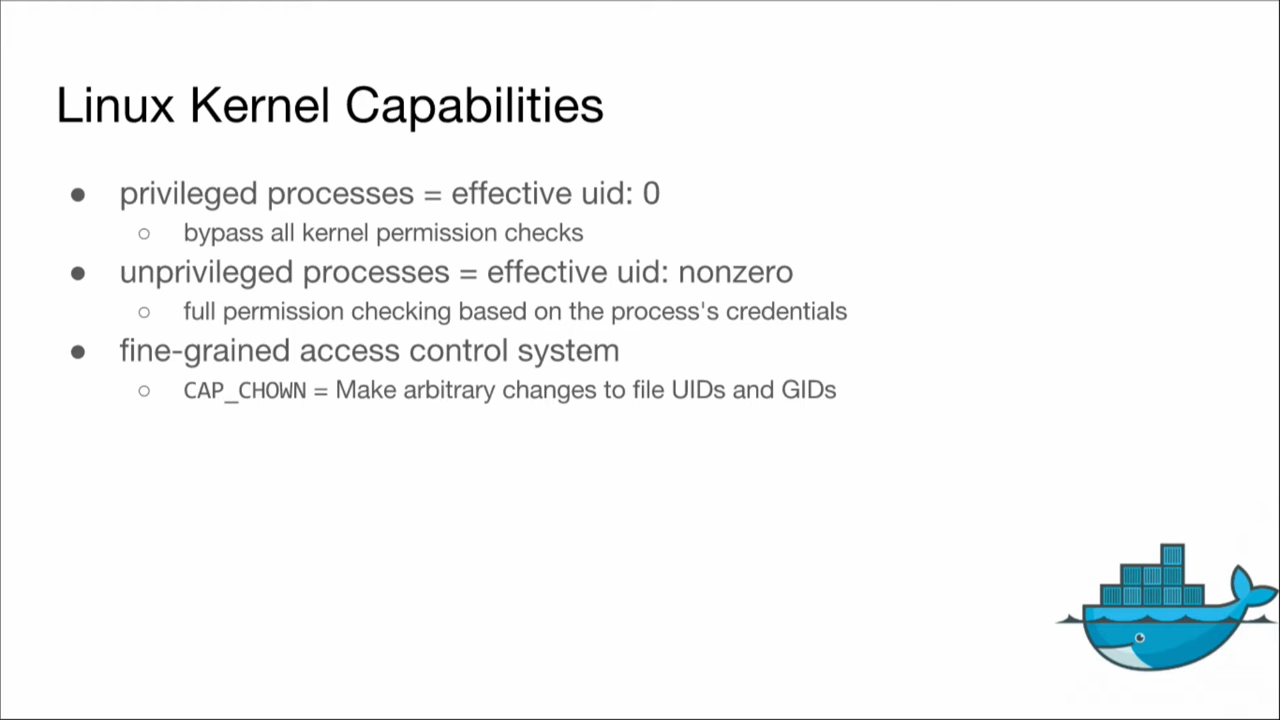 Linux Kernel Capabilities
● privileged processes = effective uid: 0
○ bypass all kernel permission checks
● unprivileged processes = effective uid: nonzero
○ full permission checking based on the process's credentials
● fine-grained access control system
○ CAP_CHOWN = Make arbitrary changes to file UIDs and GIDs